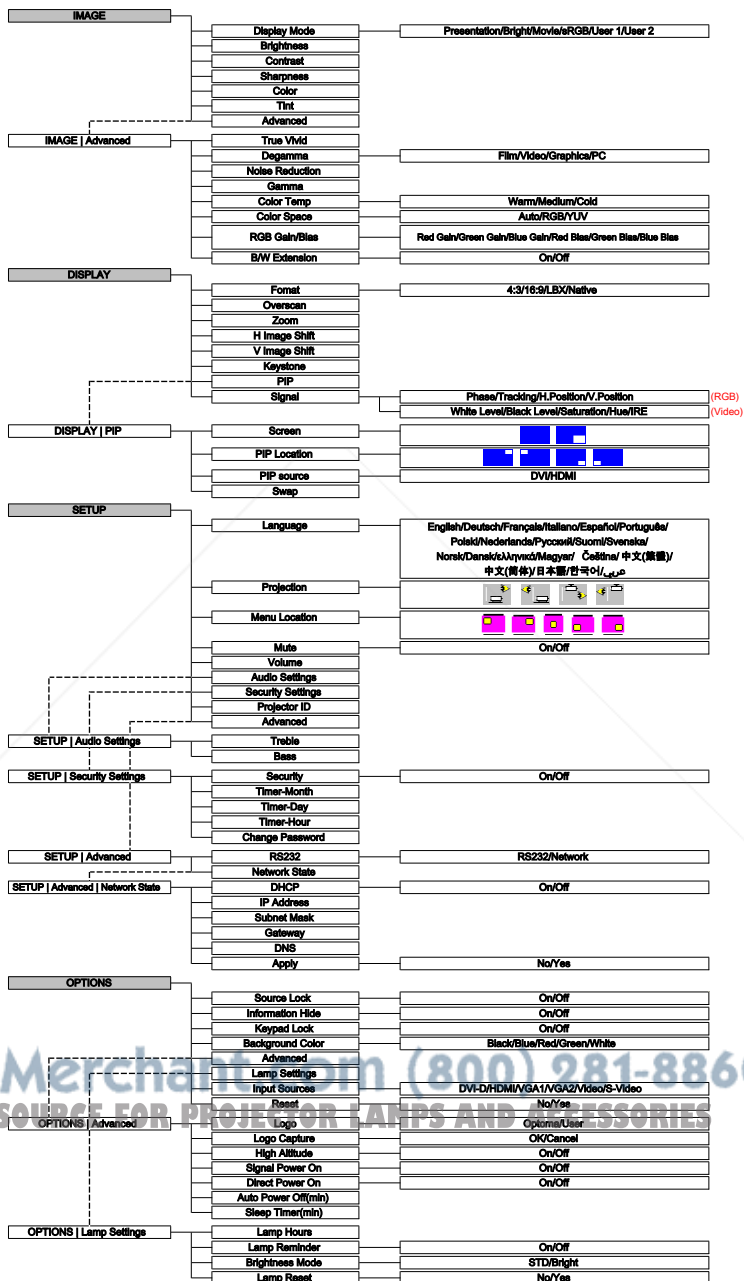 IMAGE
Display Mode Presentation/Bright/Movie/sRGB/User 1/User 2
Brightness
Contrast
Sharpness
Color
Tint
Advanced
IMAGE | Advanced True Vivid
Degamma Film/Video/Graphics/PC
Noise Reduction
Gamma
Color Temp Warm/Medium/Cold
Color Space Auto/RGB/YUV
RGB Gain/Bias Red Gain/Green Gain/Blue Gain/Red Bias/Green Bias/Blue Bias
B/W Extension On/Off
DISPLAY
Fomat 4:3/16:9/LBX/Native
Overscan
Zoom
H Image Shift
V Image Shift
Keystone
PIP
Signal Phase/Tracking/H.Position/V.Position (RGB)
White Level/Black Level/Saturation/Hue/IRE (Video)
DISPLAY | PIP Screen
PIP Location
PIP source DVI/HDMI
Swap
SETUP
Language English/Deutsch/Français/Italiano/Español/Português/
Polski/Nederlands/Русский/Suomi/Svenska/
Norsk/Dansk/ελληνικά/Magyar/ Čeština/ 中文(繁體)/
中文(简体)/日本語/한국어/عربي
Projection
Menu Location
Mute On/Off
Volume
Audio Settings
Security Settings
Projector ID
Advanced
SETUP | Audio Settings Treble
Bass
SETUP | Security Settings Security On/Off
Timer-Month
Timer-Day
Timer-Hour
Change Password
SETUP | Advanced RS232 RS232/Network
Network State
SETUP | Advanced | Network State DHCP On/Off
IP Address
Subnet Mask
Gateway
DNS
Apply No/Yes
OPTIONS
Source Lock On/Off
Information Hide On/Off
Keypad Lock On/Off
Background Color Black/Blue/Red/Green/White
Advanced
Merchant.com (800) 281-886
Lamp Settings
Input Sources DVI-D/HDMI/VGA1/VGA2/Video/S-Video
Reset No/Yes
SOURCE FOR PROJECTOR LAMPS AND ACCESSORIES
OPTIONS | Advanced Logo Optoma/User
Logo Capture OK/Cancel
High Altitude On/Off
Signal Power On On/Off
Direct Power On On/Off
Auto Power Off(min)
Sleep Timer(min)
OPTIONS | Lamp Settings Lamp Hours
Lamp Reminder On/Off
Brightness Mode STD/Bright
Lamp Reset No/Yes